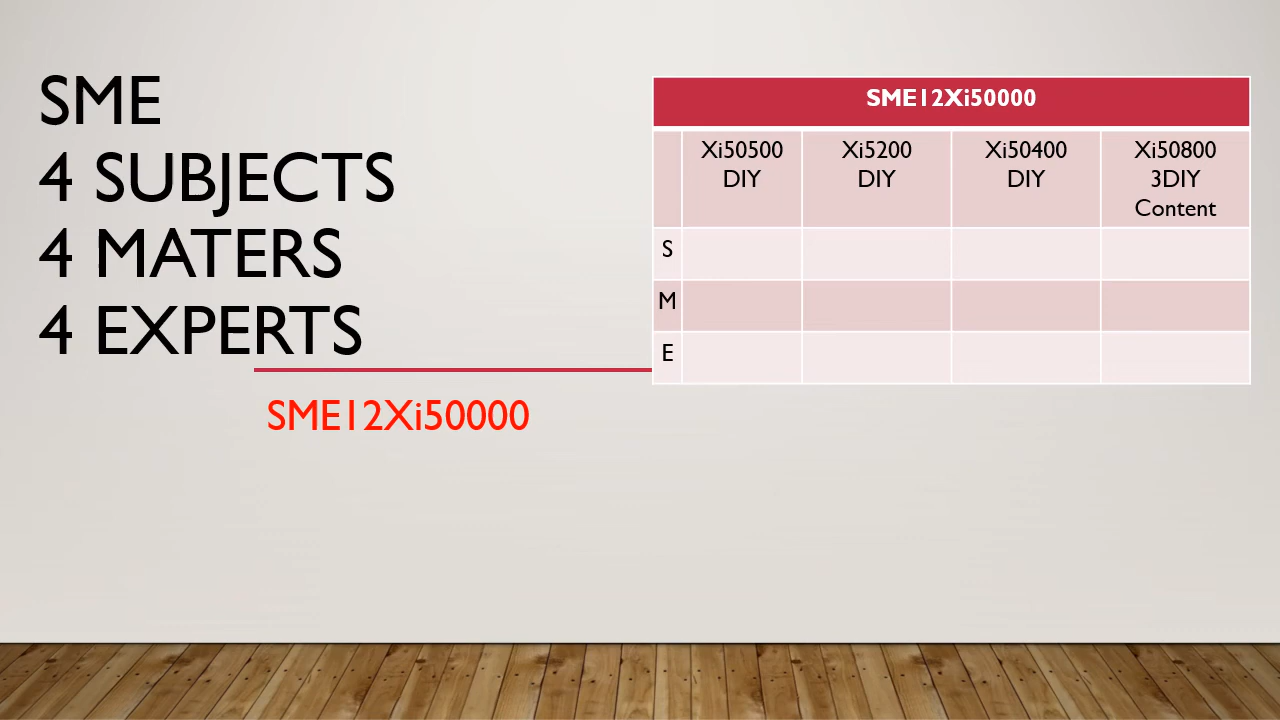 SME
4 SUBJECTS
4 MATERS
4 EXPERTS
SME12Xi50000
SME12Xi50000
Xi50500 DIY
Xi5200 DIY
Xi50400 DIY
Xi50800 3DIY Content
S
M
E